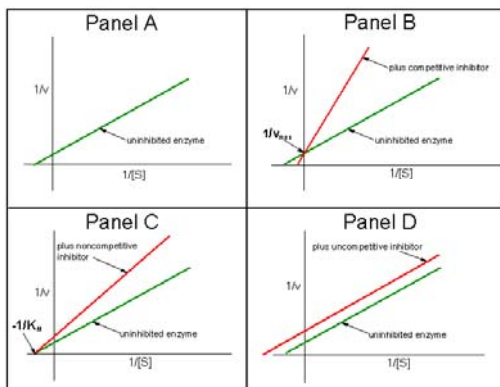 Panel A
1/v
uninhibited enzyme
1/[S]
Panel B
plus competitive inhibitor
1/v
1/vmax
uninhibited enzyme
1/[S]
Panel C
plus noncompetitive
inhibitor
1/v
-1/Km
uninhibited enzyme
1/[S]
Panel D
plus uncompetitive inhibitor
1/v
uninhibited enzyme
1/[S]